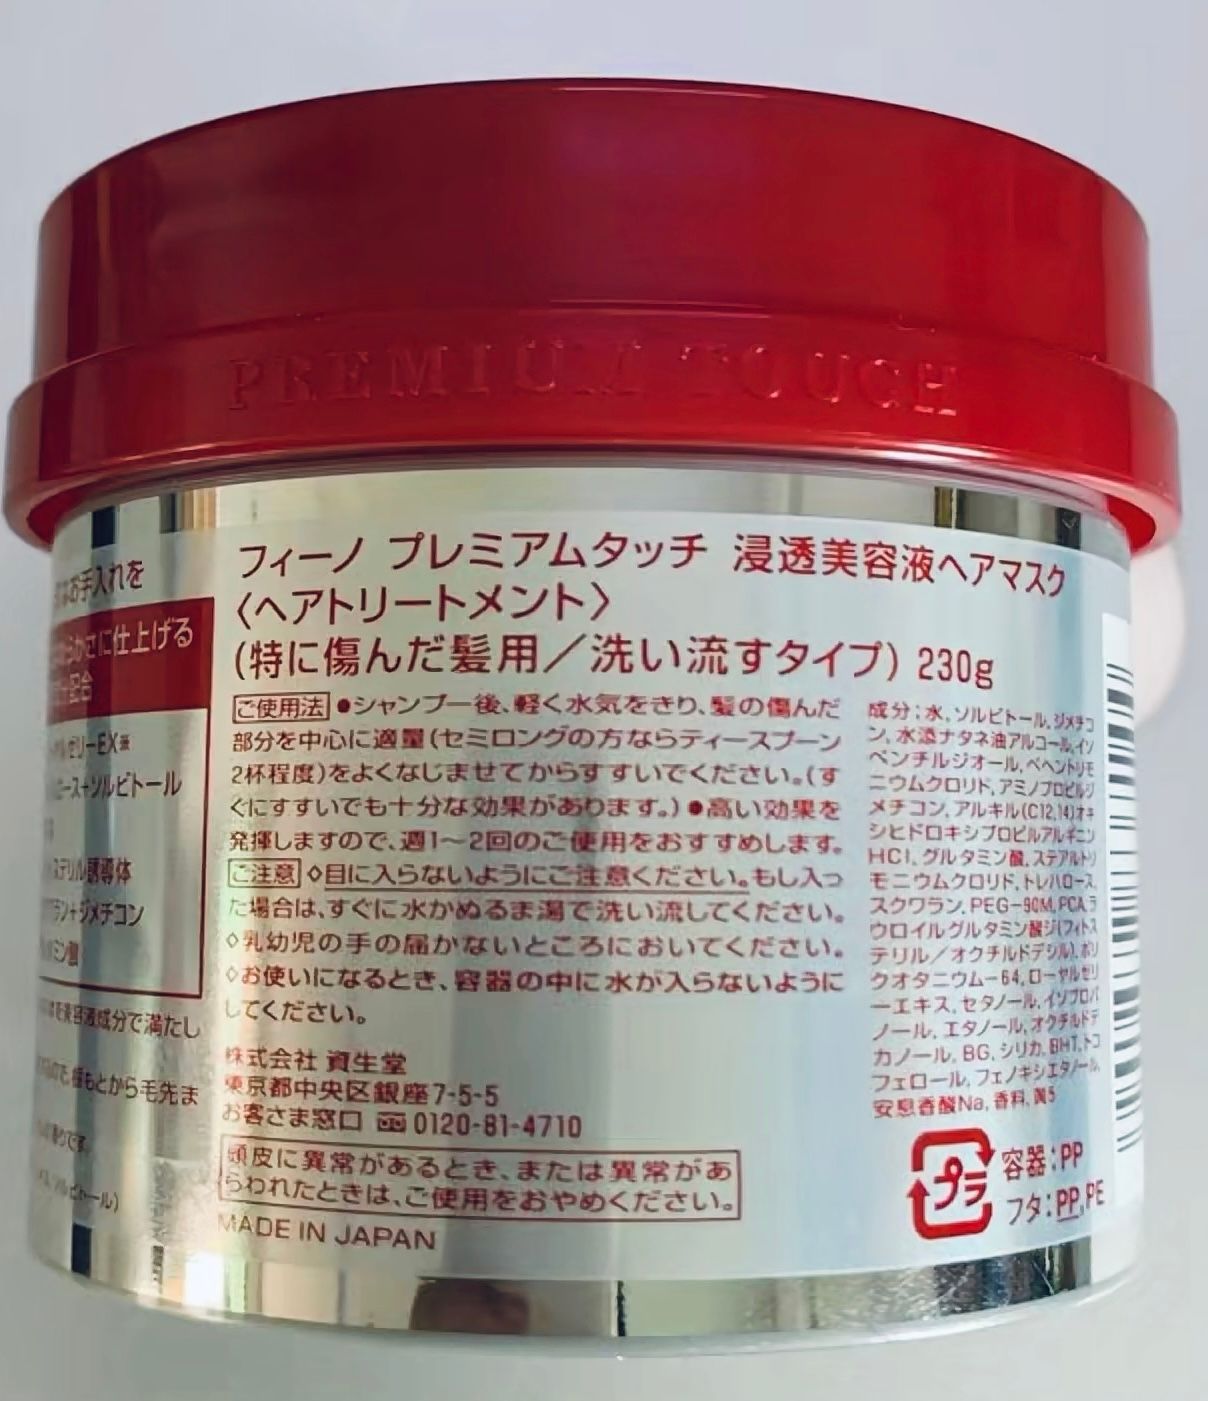 PREMIUM TOUCH
お手入れを
に仕上げる
配合
ゼリーEX※
ース+ソルビトール
ステリル誘導体
ラン+ジメチコン
ミン酸
美容液成分で満たし
根もとから毛先ま
香りです。
フィーノ プレミアムタッチ 浸透美容液ヘアマスク
〈ヘアトリートメント〉
(特に傷んだ髪用/洗い流すタイプ) 230g
ご使用法 ●シャンプー後、軽く水気をきり、髪の傷んだ
部分を中心に適量(セミロングの方ならティースプーン
2杯程度)をよくなじませてからすすいでください。(す
ぐにすすいでも十分な効果があります。) ●高い効果を
発揮しますので、週1～2回のご使用をおすすめします。
ご注意 ◇目に入らないようにご注意ください。もし入っ
た場合は、すぐに水かぬるま湯で洗い流してください。
◇乳幼児の手の届かないところにおいてください。
◇お使いになるとき、容器の中に水が入らないように
してください。
株式会社 資生堂
東京都中央区銀座7-5-5
お客さま窓口 0120-81-4710
頭皮に異常があるとき、または異常があ
らわれたときは、ご使用をおやめください。
MADE IN JAPAN
成分:水、ソルビトール、ジメチコ
ン、水添ナタネ油アルコール、イソ
ペンチルジオール、ベヘントリモ
ニウムクロリド、アミノプロピルジ
メチコン、アルキル(C12,14)オキ
シヒドロキシプロピルアルギニン
HCl、グルタミン酸、ステアルトリ
モニウムクロリド、トレハロース、
スクワラン、PEG-90M、PCA、ラ
ウロイルグルタミン酸ジ(フィトス
テリル/オクチルドデシル)、ポリ
クオタニウム-64、ローヤルゼリ
ーエキス、セタノール、イソプロパ
ノール、エタノール、オクチルドデ
カノール、BG、シリカ、BHT、トコ
フェロール、フェノキシエタノール、
安息香酸Na、香料、黄5
プラ
容器:PP
フタ:PP,PE